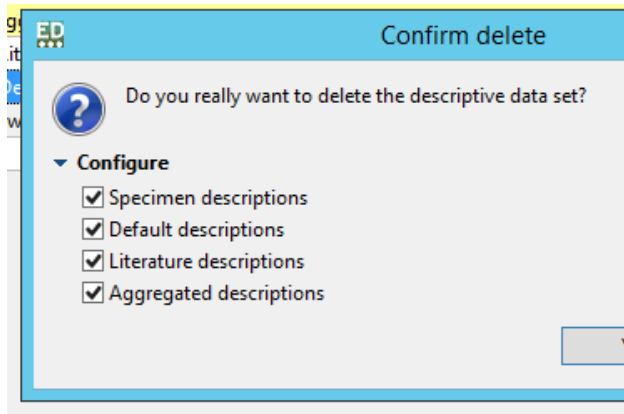 ED
Confirm delete
Do you really want to delete the descriptive data set?
Configure
Specimen descriptions
Default descriptions
Literature descriptions
Aggregated descriptions